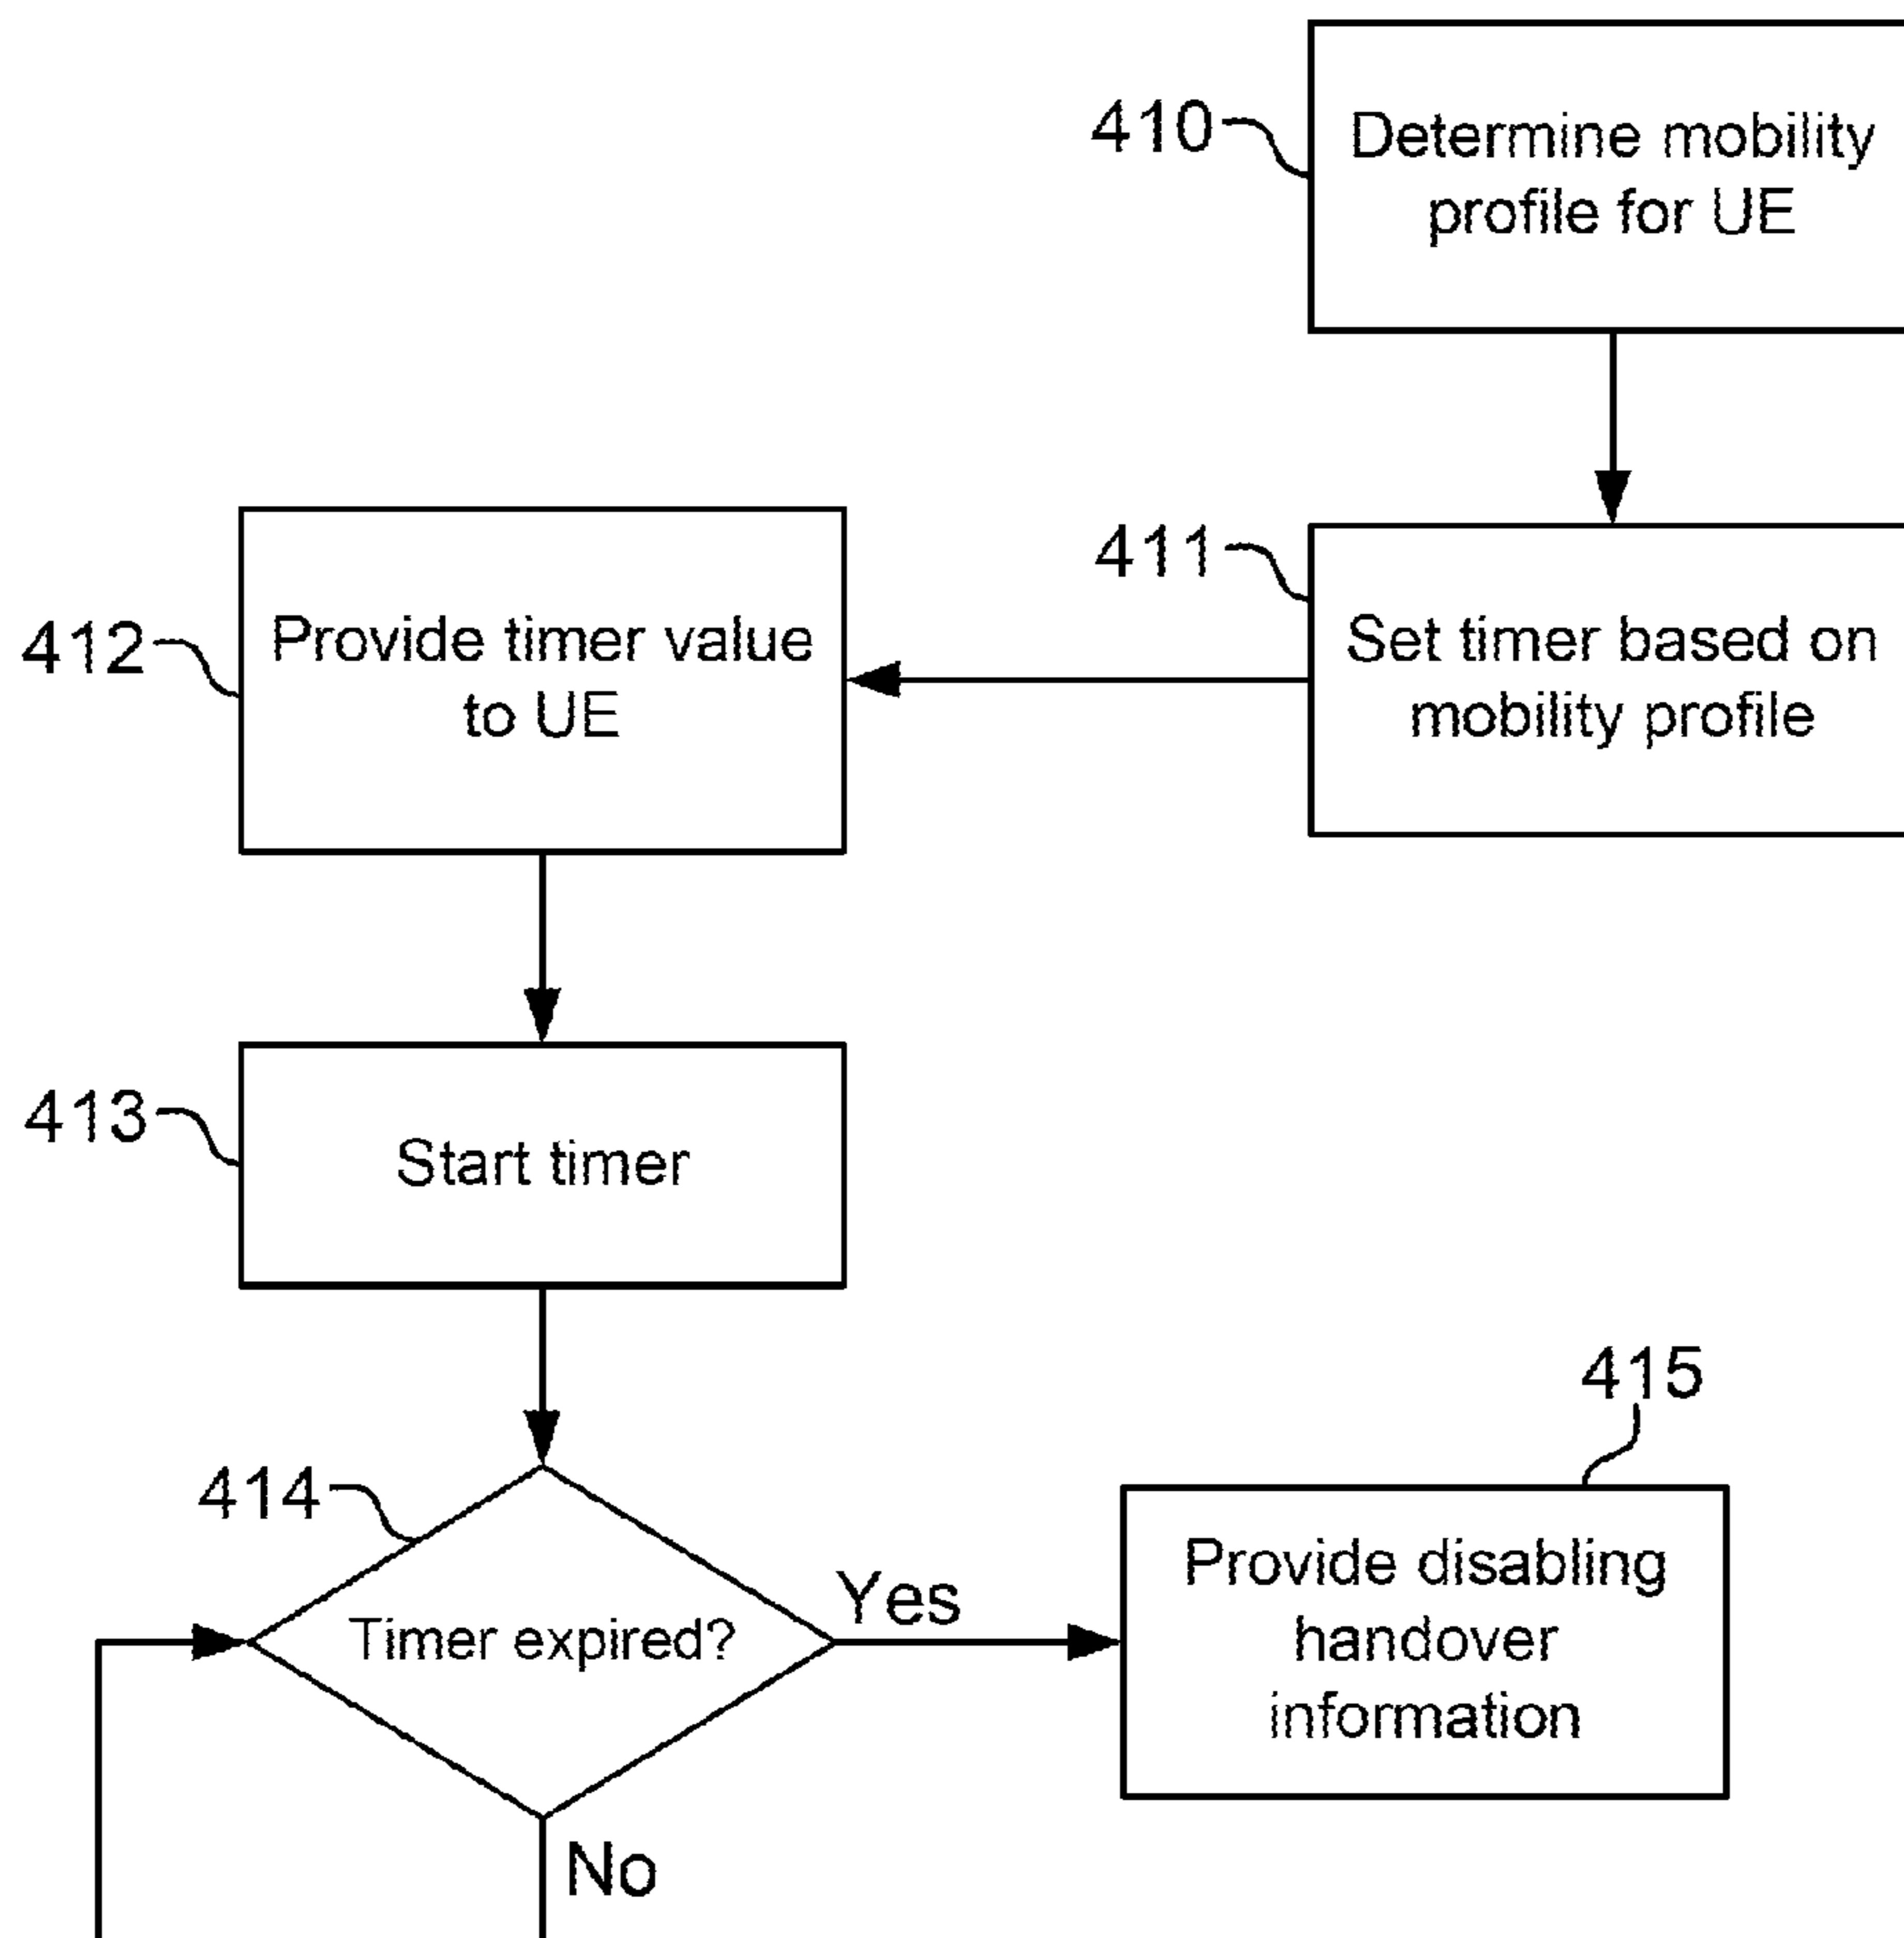 410
Determine mobility
profile for UE
411
Set timer based on
mobility profile
412
Provide timer value
to UE
413
Start timer
414
Timer expired?
Yes
No
415
Provide disabling
handover
information